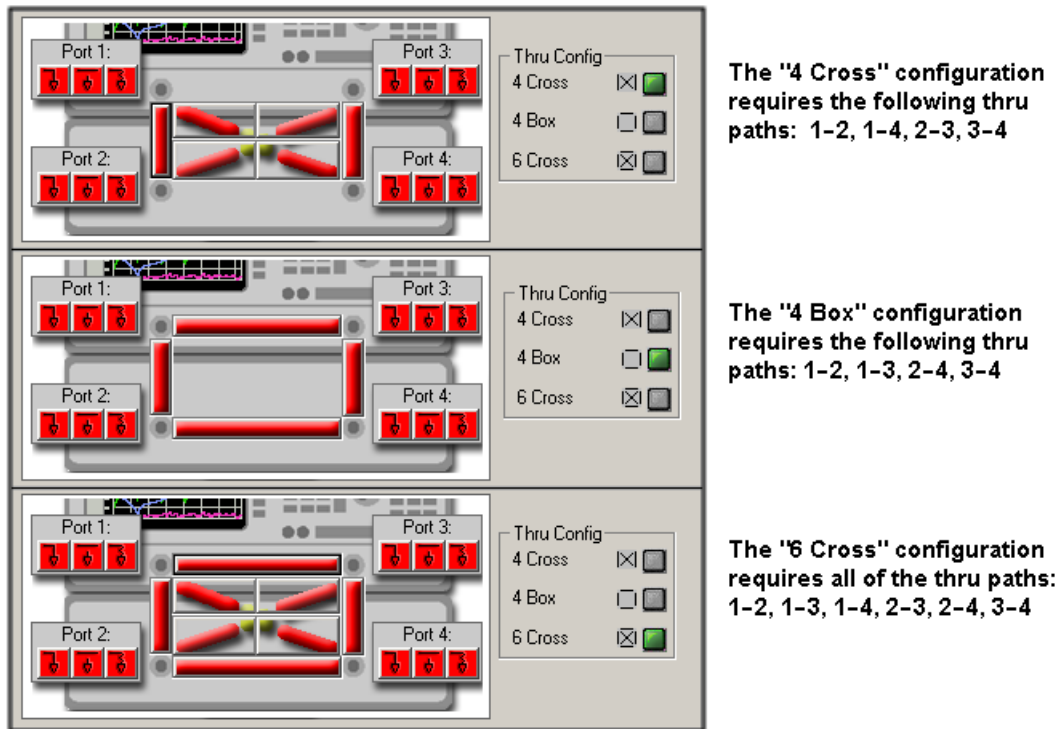 Port 1:
Port 3:
Port 2:
Port 4:
Thru Config
4 Cross
4 Box
6 Cross
The "4 Cross" configuration
requires the following thru
paths:  1-2, 1-4, 2-3, 3-4
Port 1:
Port 3:
Port 2:
Port 4:
Thru Config
4 Cross
4 Box
6 Cross
The "4 Box" configuration
requires the following thru
paths: 1-2, 1-3, 2-4, 3-4
Port 1:
Port 3:
Port 2:
Port 4:
Thru Config
4 Cross
4 Box
6 Cross
The "6 Cross" configuration
requires all of the thru paths:
1-2, 1-3, 1-4, 2-3, 2-4, 3-4